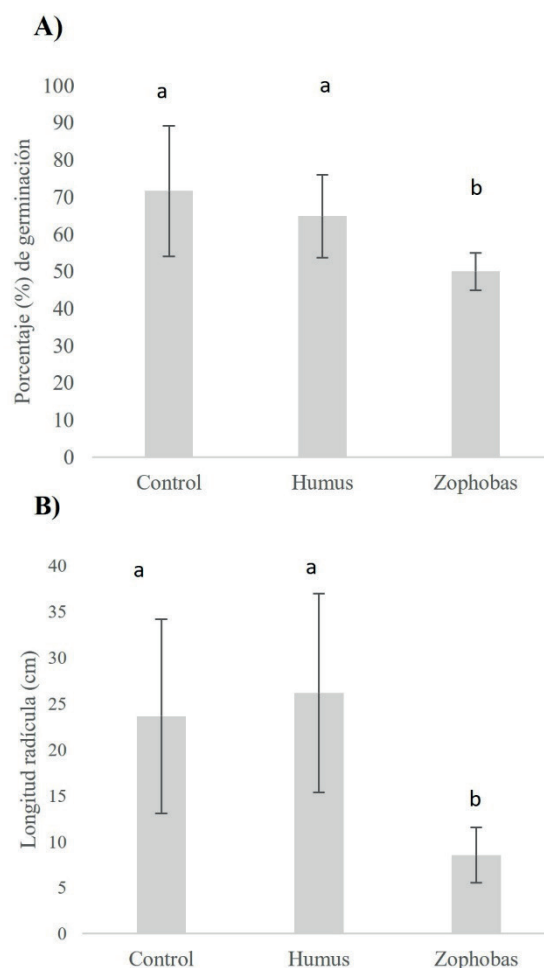 A)
a
a
b
100
90
80
70
60
50
40
30
20
10
0
Porcentaje (%) de germinación
Control Humus Zophobas
B)
a
a
b
40
35
30
25
20
15
10
5
0
Longitud radícula (cm)
Control Humus Zophobas